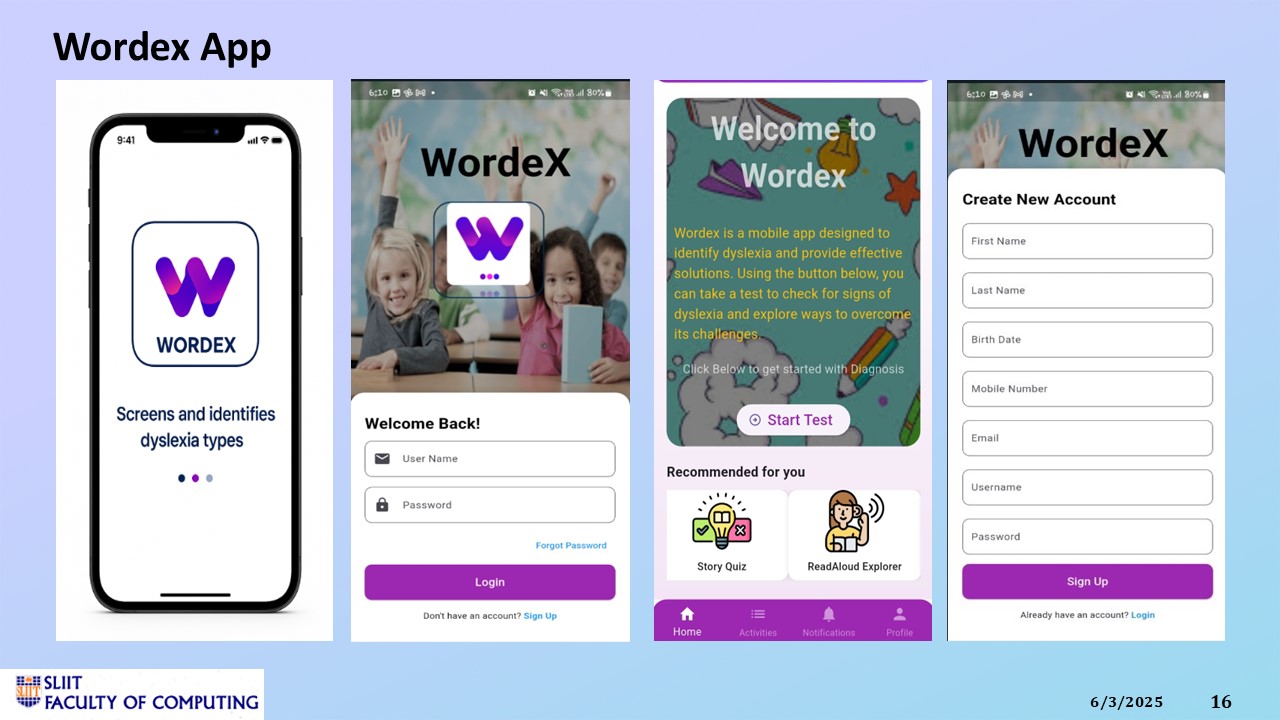 Wordex App
9:41
WORDEX
Screens and identifies
dyslexia types
6:10
80%
WordeX
Welcome Back!
User Name
Password
Forgot Password
Login
Don't have an account? Sign Up
Welcome to
Wordex
Wordex is a mobile app designed to
identify dyslexia and provide effective
solutions. Using the button below, you
can take a test to check for signs of
dyslexia and explore ways to overcome
its challenges.
Click Below to get started with Diagnosis
Start Test
Recommended for you
Story Quiz
ReadAloud Explorer
Home
Activities
Notifications
Profile
6:10
80%
WordeX
Create New Account
First Name
Last Name
Birth Date
Mobile Number
Email
Username
Password
Sign Up
Already have an account? Login
SLIIT
SLIIT
FACULTY OF COMPUTING
6/3/2025
16